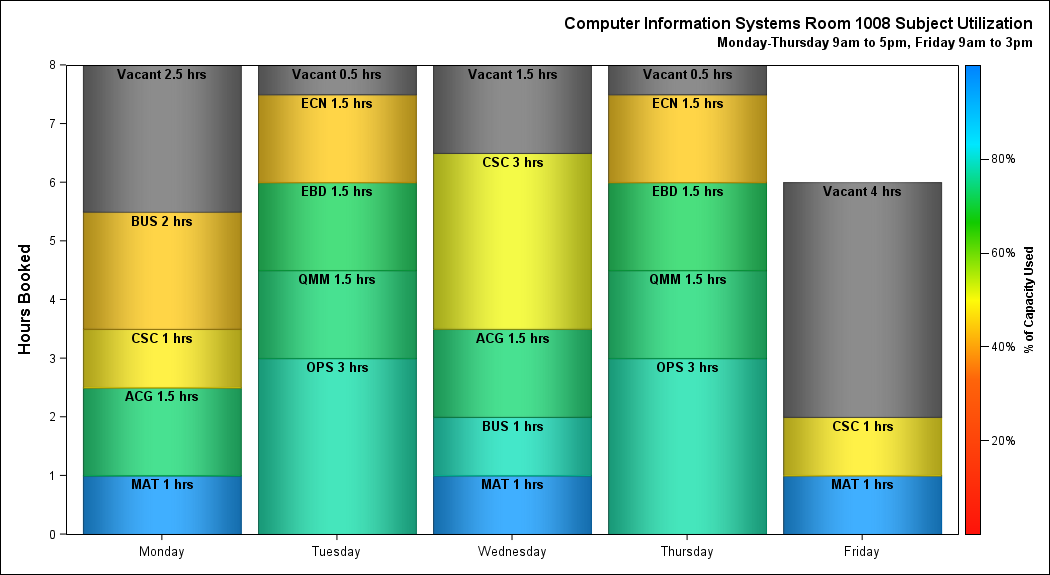 Computer Information Systems Room 1008 Subject Utilization
Monday-Thursday 9am to 5pm, Friday 9am to 3pm
Hours Booked
8
7
6
5
4
3
2
1
0
Vacant 2.5 hrs
BUS 2 hrs
CSC 1 hrs
ACG 1.5 hrs
MAT 1 hrs
Vacant 0.5 hrs
ECN 1.5 hrs
EBD 1.5 hrs
QMM 1.5 hrs
OPS 3 hrs
Vacant 1.5 hrs
CSC 3 hrs
ACG 1.5 hrs
BUS 1 hrs
MAT 1 hrs
Vacant 0.5 hrs
ECN 1.5 hrs
EBD 1.5 hrs
QMM 1.5 hrs
OPS 3 hrs
Vacant 4 hrs
CSC 1 hrs
MAT 1 hrs
Monday
Tuesday
Wednesday
Thursday
Friday
80%
60%
40%
20%
% of Capacity Used